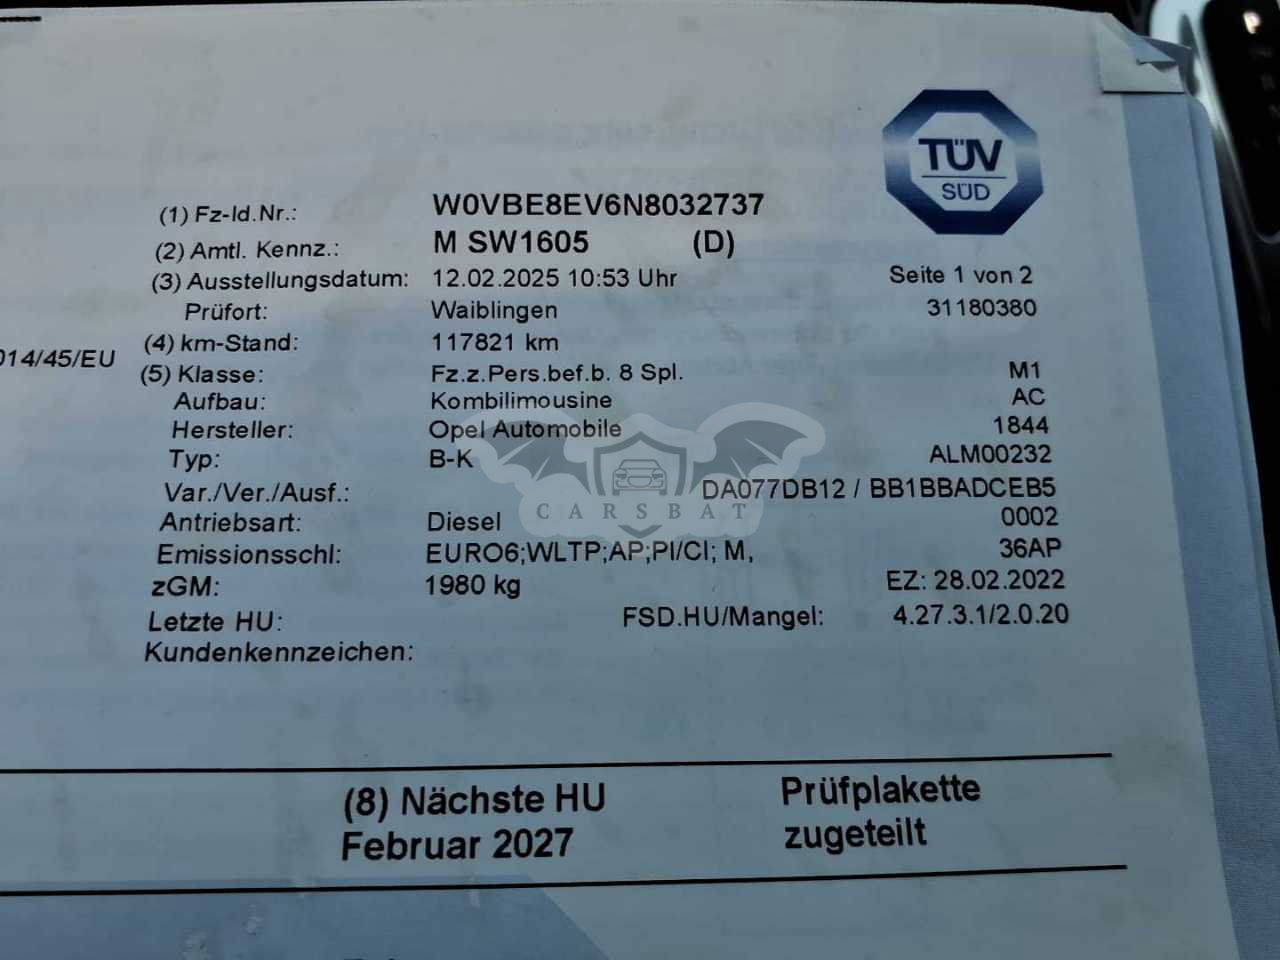 TÜV
SÜD
(1) Fz-Id.Nr.: W0VBE8EV6N8032737
(2) Amtl. Kennz.: M SW1605 (D)
(3) Ausstellungsdatum: 12.02.2025 10:53 Uhr Seite 1 von 2
Prüfort: Waiblingen 31180380
014/45/EU
(4) km-Stand: 117821 km
(5) Klasse: Fz.z.Pers.bef.b. 8 Spl. M1
Aufbau: Kombilimousine AC
Hersteller: Opel Automobile 1844
Typ: B-K ALM00232
Var./Ver./Ausf.: DA077DB12 / BB1BBADCEB5
CARSBAT
Antriebsart: Diesel 0002
Emissionsschl: EURO6;WLTP;AP;PI/CI; M, 36AP
zGM: 1980 kg EZ: 28.02.2022
Letzte HU: FSD.HU/Mangel: 4.27.3.1/2.0.20
Kundenkennzeichen:
(8) Nächste HU Prüfplakette
Februar 2027 zugeteilt